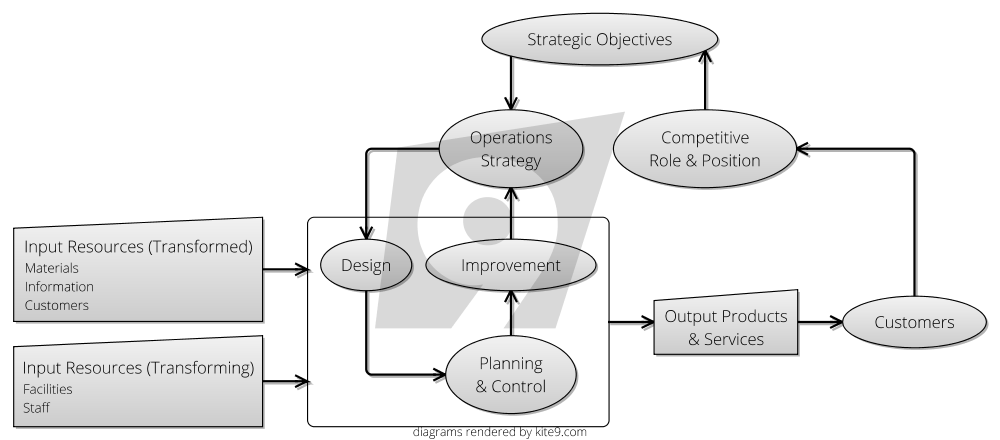 Strategic Objectives
Operations
Strategy
Competitive
Role & Position
Input Resources (Transformed)
Materials
Information
Customers
Design
Improvement
Output Products
& Services
Customers
Input Resources (Transforming)
Facilities
Staff
Planning
& Control
diagrams rendered by kite9.com